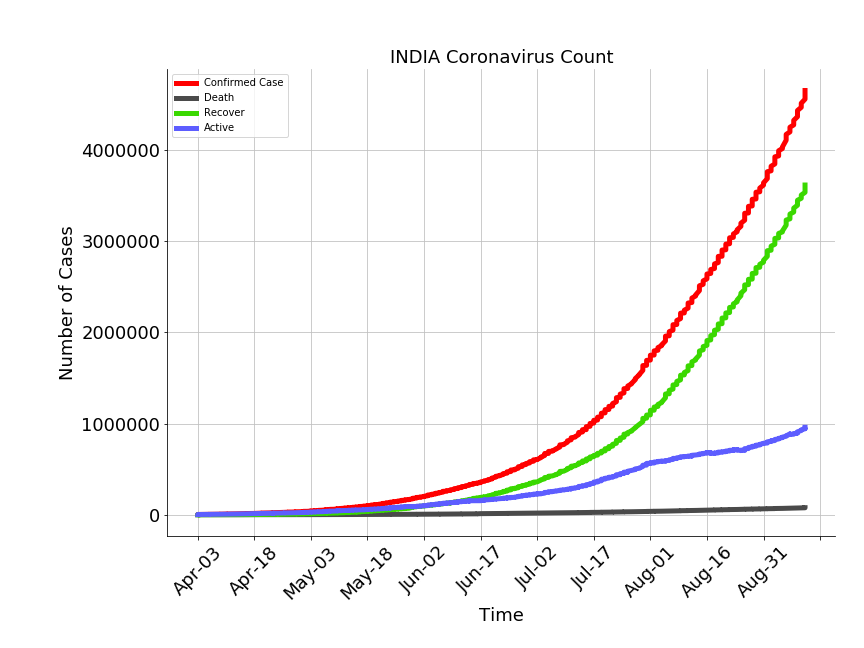 INDIA Coronavirus Count
Confirmed Case
Death
Recover
Active
Number of Cases
4000000
3000000
2000000
1000000
0
Apr-03
Apr-18
May-03
May-18
Jun-02
Jun-17
Jul-02
Jul-17
Aug-01
Aug-16
Aug-31
Time